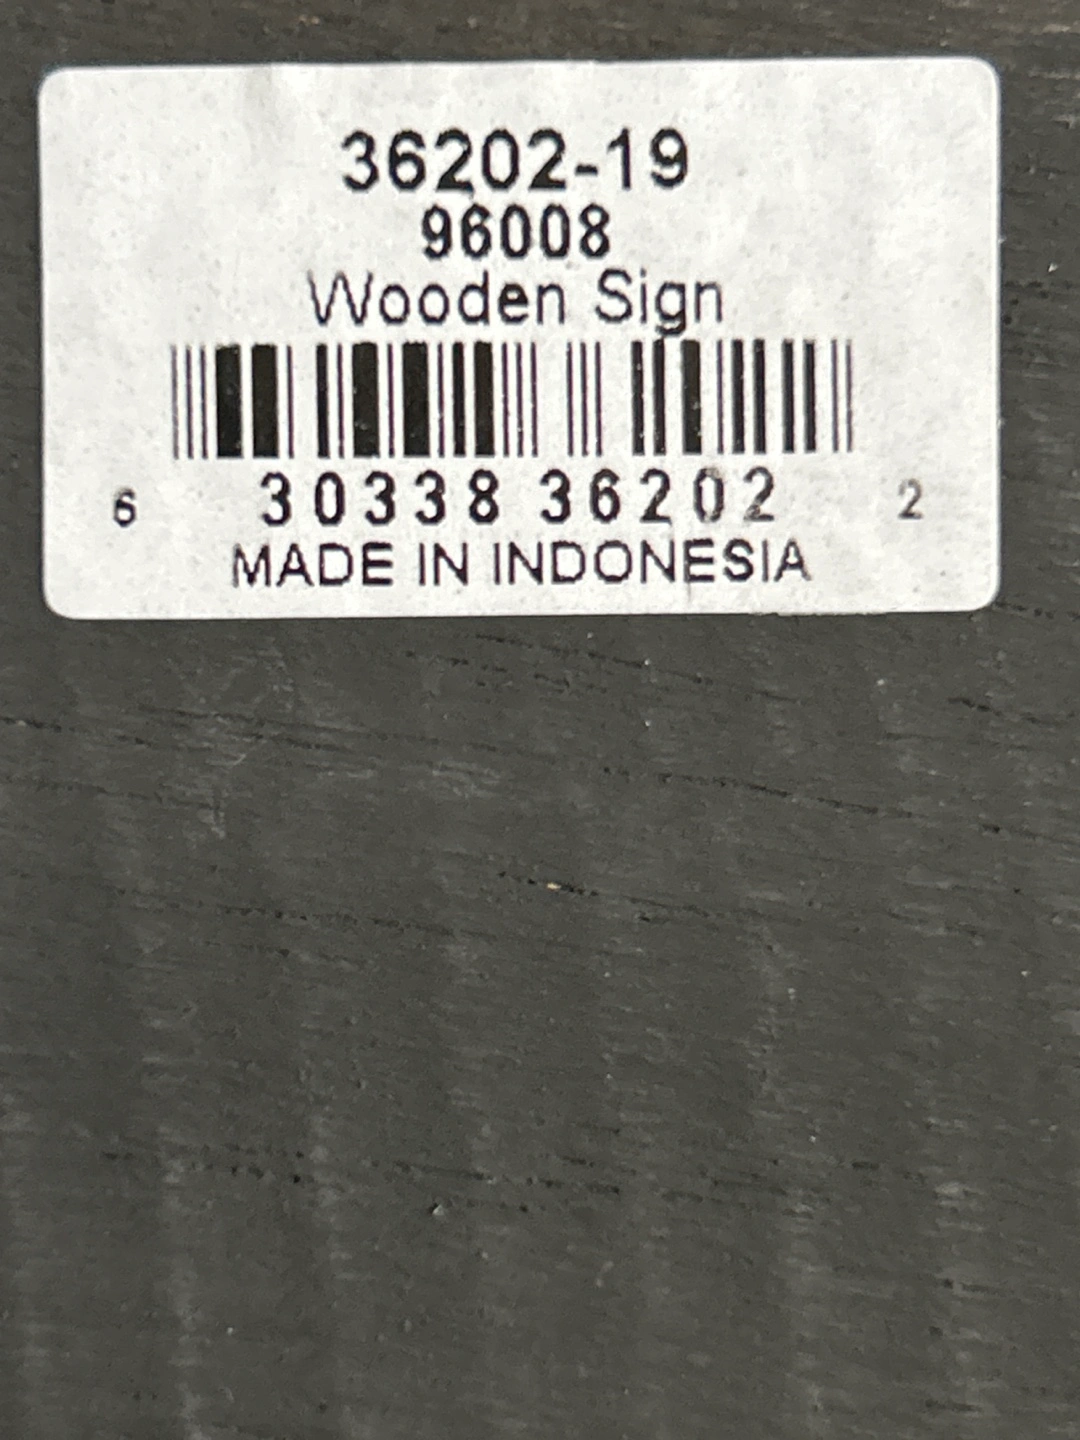 36202-19
96008
Wooden Sign
6 30338 36202 2
MADE IN INDONESIA